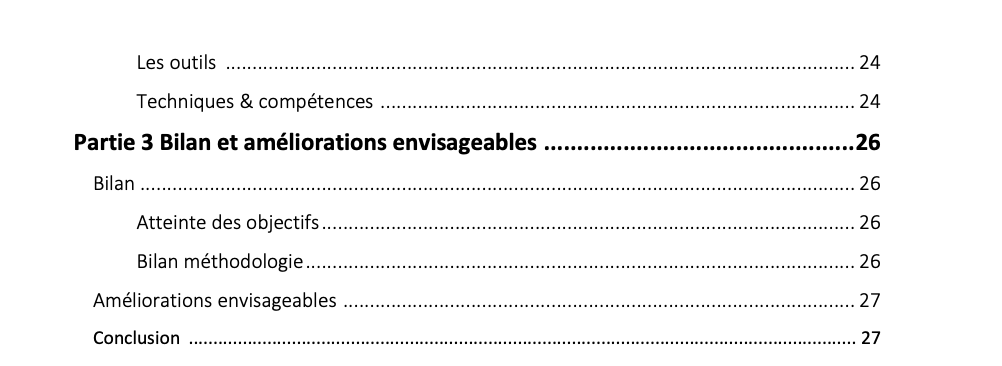 Les outils ........................................................................................................................ 24
Techniques & compétences ........................................................................................... 24
Partie 3 Bilan et améliorations envisageables ................................................26
Bilan ....................................................................................................................................... 26
Atteinte des objectifs...................................................................................................... 26
Bilan méthodologie......................................................................................................... 26
Améliorations envisageables ................................................................................................. 27
Conclusion ................................................................................................................................ 27